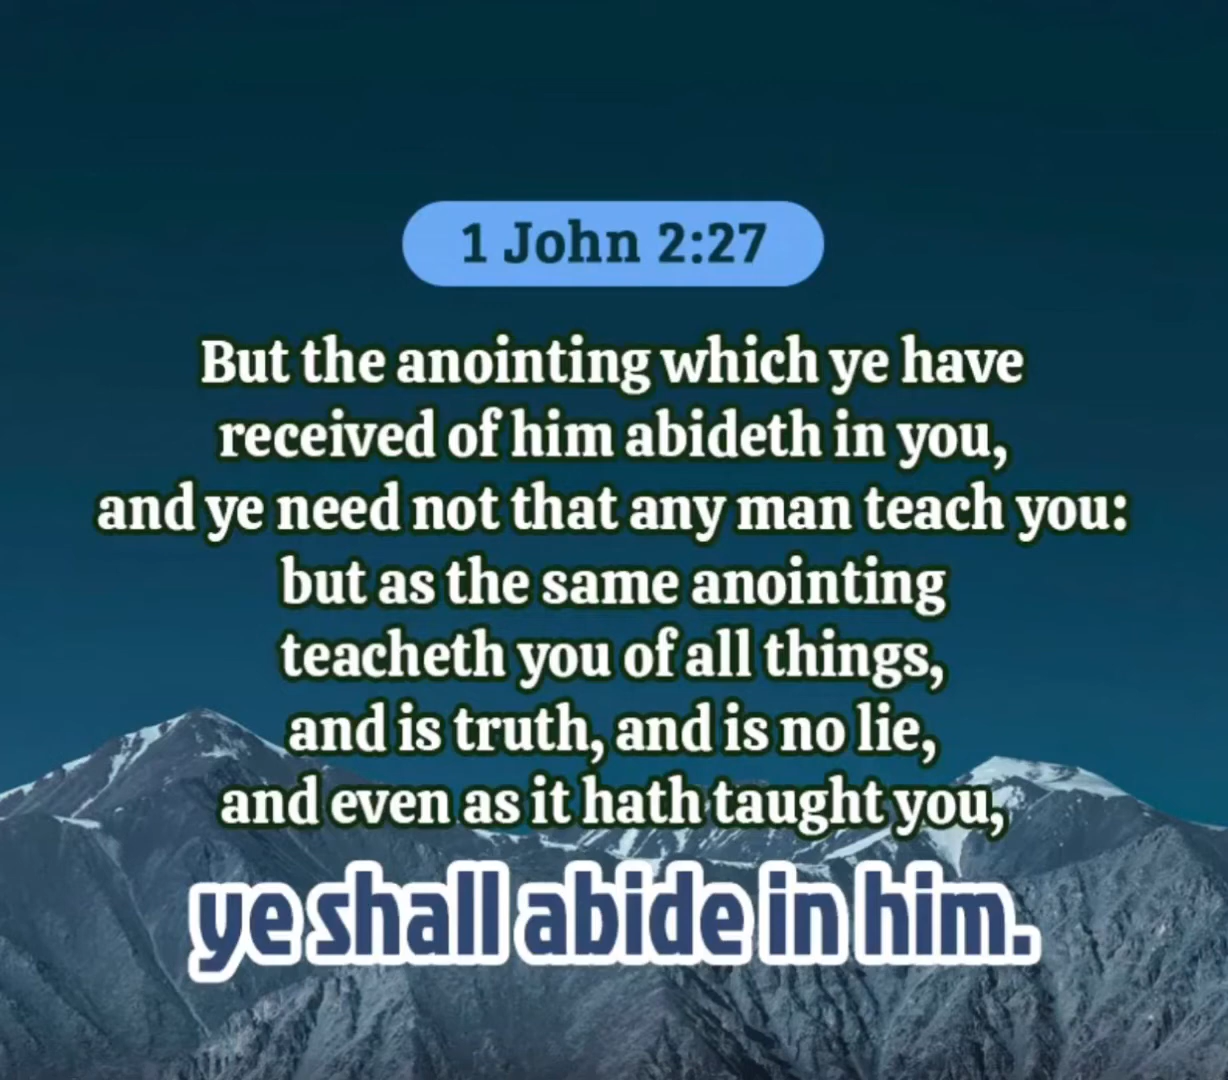 1 John 2:27
But the anointing which ye have
received of him abideth in you,
and ye need not that any man teach you:
but as the same anointing
teacheth you of all things,
and is truth, and is no lie,
and even as it hath taught you,
ye shall abide in him.